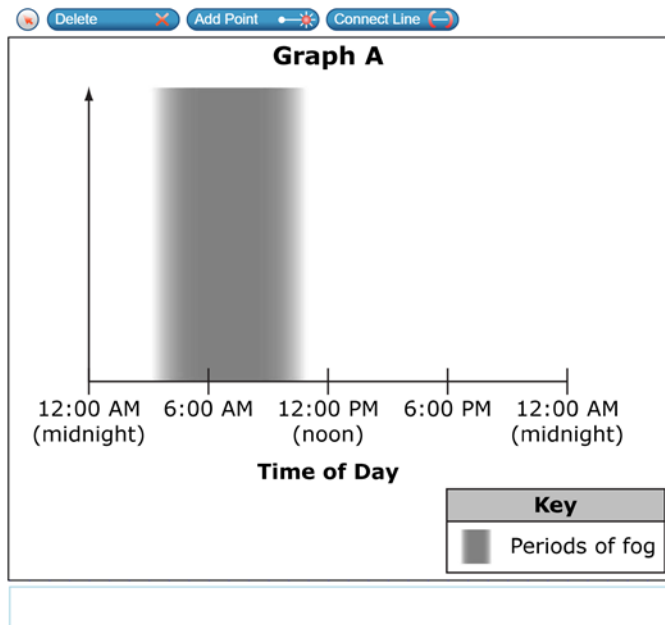 Delete Add Point Connect Line
Graph A
12:00 AM 6:00 AM 12:00 PM 6:00 PM 12:00 AM
(midnight) (noon) (midnight)
Time of Day
Key
Periods of fog